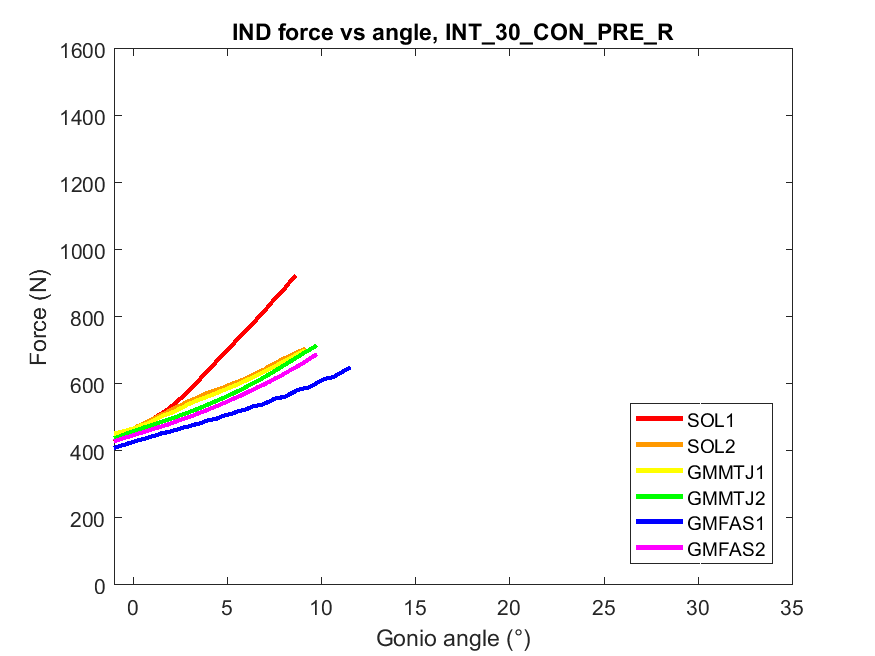 IND force vs angle, INT_30_CON_PRE_R
1600
1400
1200
1000
800
600
400
200
0
Force (N)
0 5 10 15 20 25 30 35
Gonio angle (°)
SOL1
SOL2
GMMTJ1
GMMTJ2
GMFAS1
GMFAS2